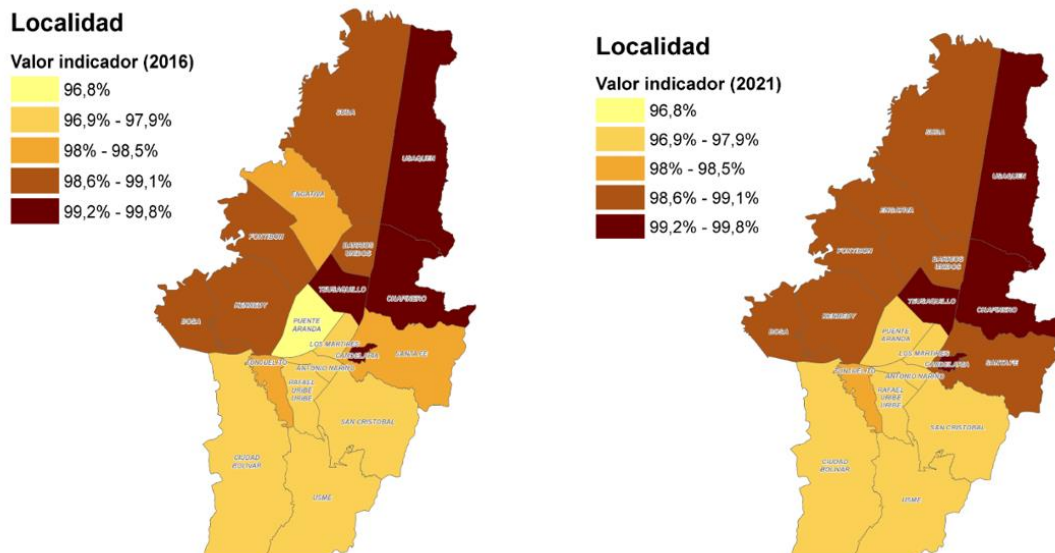 Localidad
Valor indicador (2016)
96,8%
96,9% - 97,9%
98% - 98,5%
98,6% - 99,1%
99,2% - 99,8%
SUBA
USAQUEN
ENGATIVA
FONTIBON
BARRIOS
UNIDOS
TEUSAQUILLO
CHAPINERO
KENNEDY
BOSA
PUENTE
ARANDA
LOS MARTIRES
CANDELARIA
SANTA FE
TUNJUELITO
ANTONIO NARIÑO
RAFAEL
URIBE
URIBE
SAN CRISTOBAL
CIUDAD
BOLIVAR
USME
Localidad
Valor indicador (2021)
96,8%
96,9% - 97,9%
98% - 98,5%
98,6% - 99,1%
99,2% - 99,8%
SUBA
USAQUEN
ENGATIVA
FONTIBON
BARRIOS
UNIDOS
TEUSAQUILLO
CHAPINERO
KENNEDY
BOSA
PUENTE
ARANDA
LOS MARTIRES
CANDELARIA
SANTA FE
TUNJUELITO
ANTONIO NARIÑO
RAFAEL
URIBE
URIBE
SAN CRISTOBAL
CIUDAD
BOLIVAR
USME